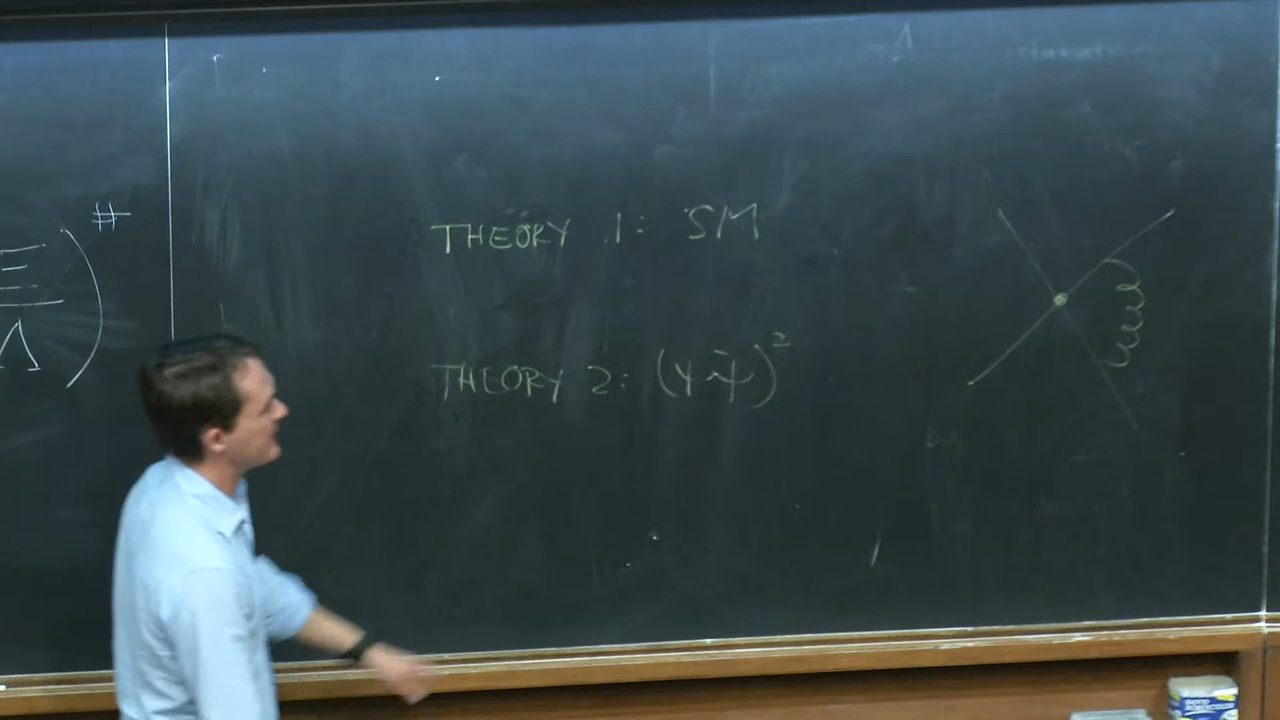 #
Λ
THEORY 1: SM
THEORY 2: (ψ ψ̄)²